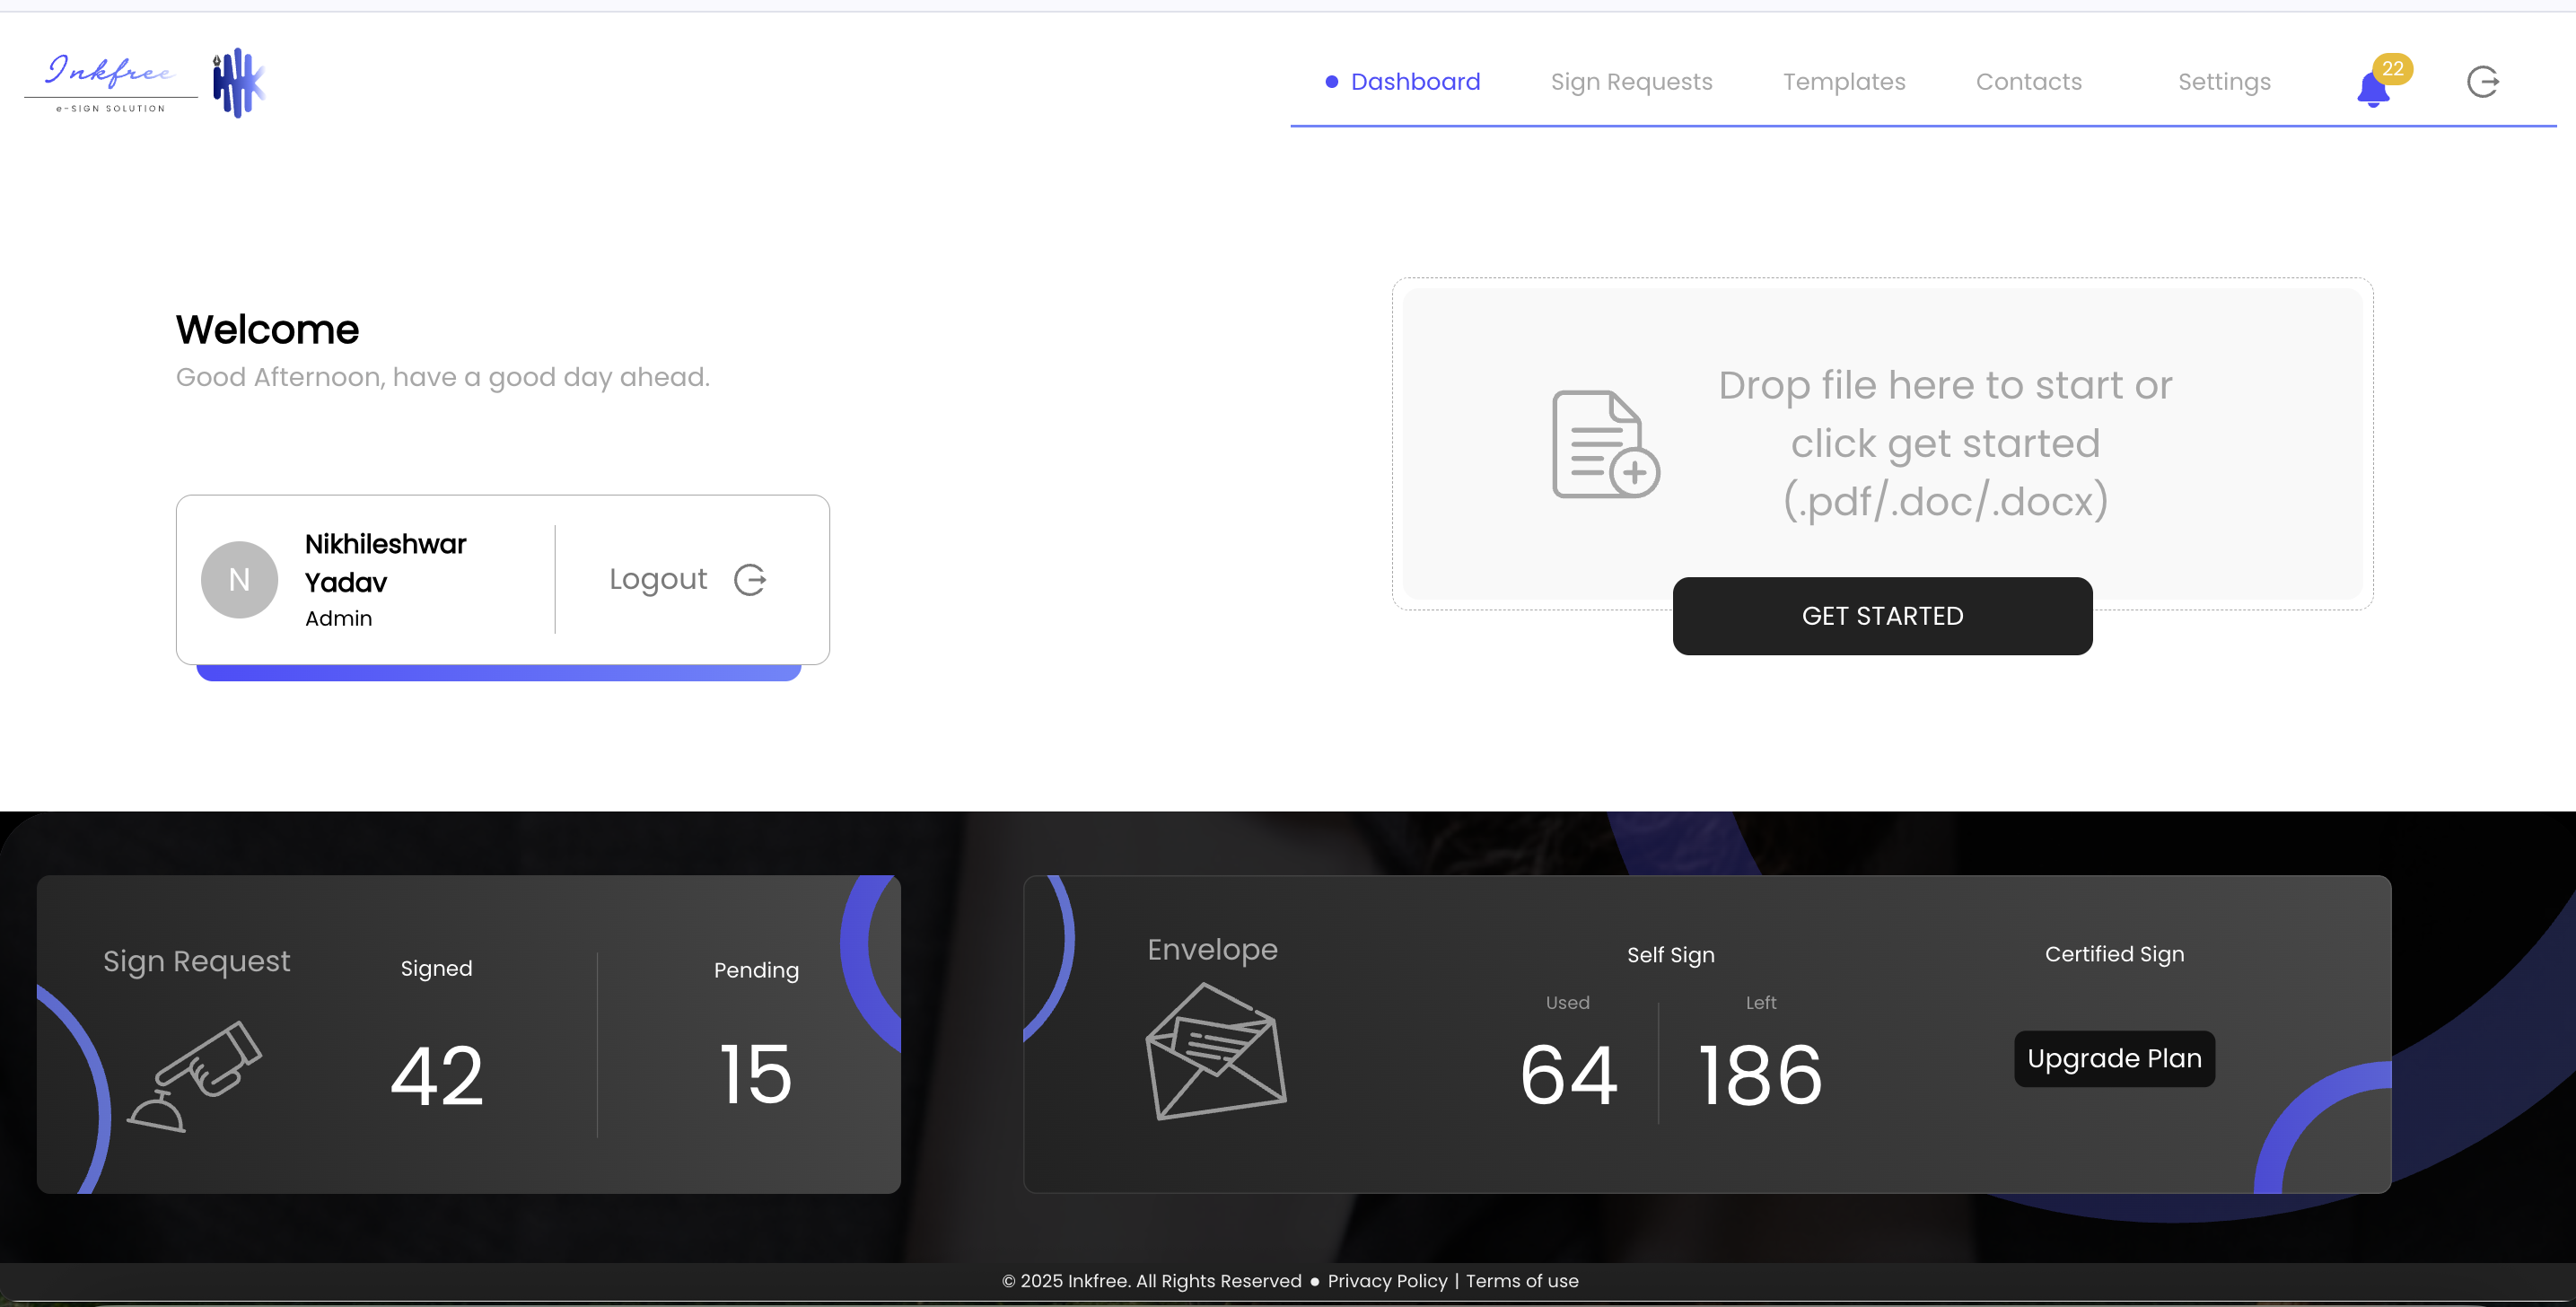 Inkfree
e-SIGN SOLUTION
Dashboard
Sign Requests
Templates
Contacts
Settings
22
Welcome
Good Afternoon, have a good day ahead.
N
Nikhileshwar
Yadav
Admin
Logout
Drop file here to start or
click get started
(.pdf/.doc/.docx)
GET STARTED
Sign Request
Signed
42
Pending
15
Envelope
Self Sign
Used
64
Left
186
Certified Sign
Upgrade Plan
© 2025 Inkfree. All Rights Reserved ● Privacy Policy | Terms of use